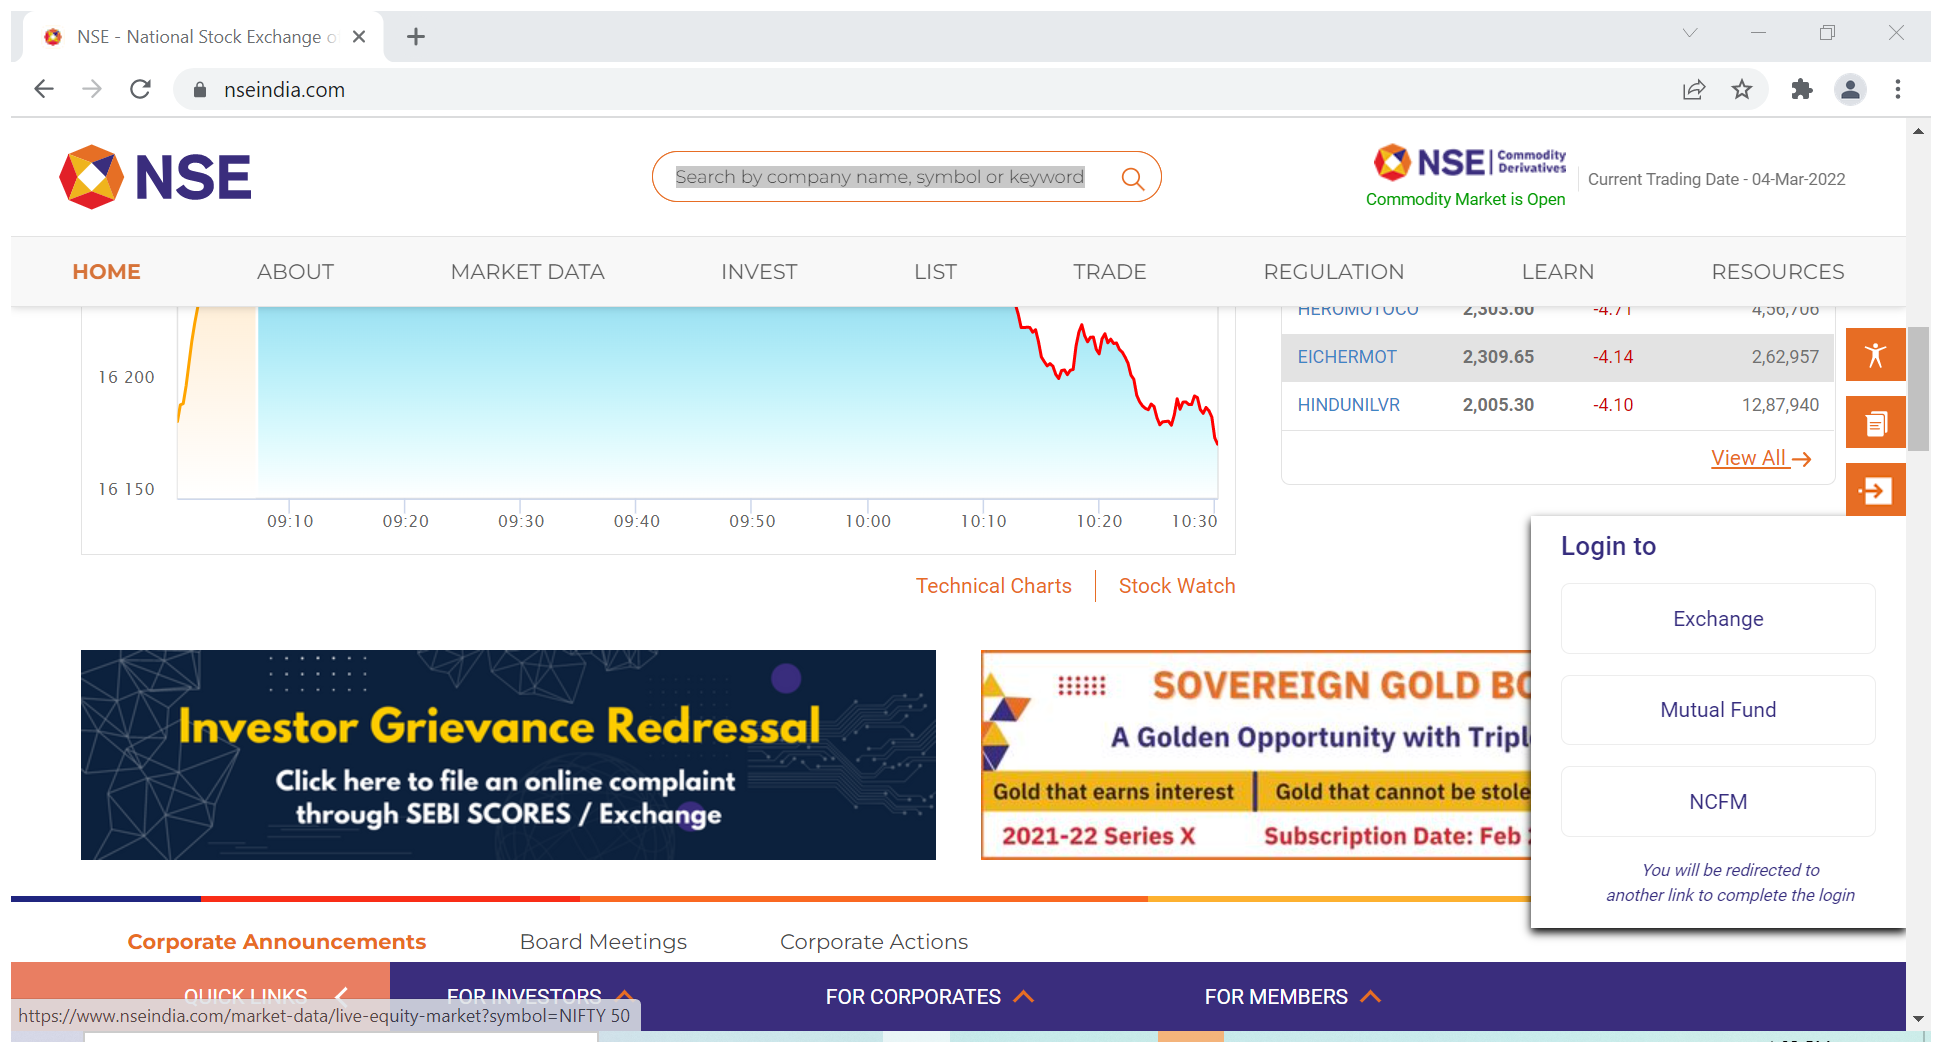 NSE - National Stock Exchange o
nseindia.com
NSE
Search by company name, symbol or keyword
NSE Commodity Derivatives
Commodity Market is Open
Current Trading Date - 04-Mar-2022
HOME ABOUT MARKET DATA INVEST LIST TRADE REGULATION LEARN RESOURCES
HEROMOTOCO 2,303.60 -4.71 4,56,706
EICHERMOT 2,309.65 -4.14 2,62,957
HINDUNILVR 2,005.30 -4.10 12,87,940
View All
16 200
16 150
09:10 09:20 09:30 09:40 09:50 10:00 10:10 10:20 10:30
Technical Charts Stock Watch
Login to
Exchange
Mutual Fund
NCFM
You will be redirected to
another link to complete the login
Investor Grievance Redressal
Click here to file an online complaint
through SEBI SCORES / Exchange
SOVEREIGN GOLD BO
A Golden Opportunity with Tripl
Gold that earns interest Gold that cannot be stole
2021-22 Series X Subscription Date: Feb
Corporate Announcements Board Meetings Corporate Actions
QUICK LINKS FOR INVESTORS FOR CORPORATES FOR MEMBERS
https://www.nseindia.com/market-data/live-equity-market?symbol=NIFTY 50